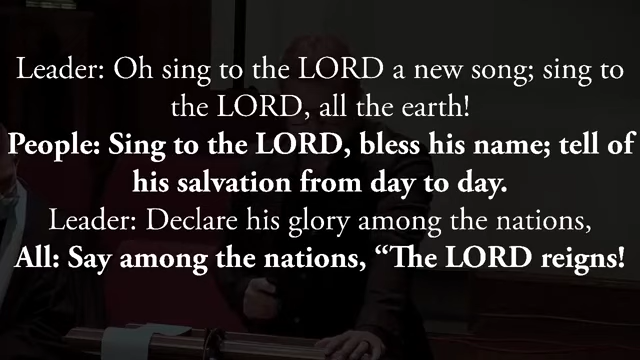 Leader: Oh sing to the LORD a new song; sing to
the LORD, all the earth!
People: Sing to the LORD, bless his name; tell of
his salvation from day to day.
Leader: Declare his glory among the nations,
All: Say among the nations, “The LORD reigns!